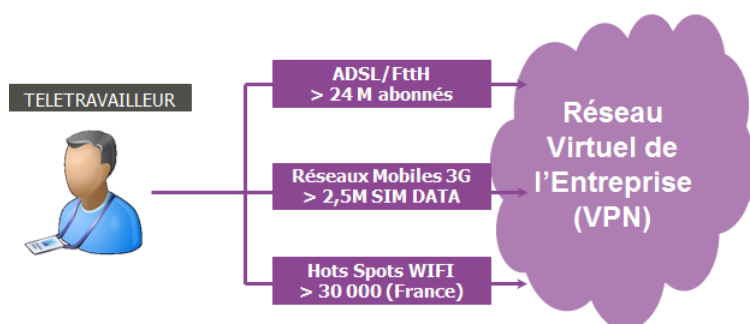 TELETRAVAILLEUR
ADSL/FttH
> 24 M abonnés
Réseaux Mobiles 3G
> 2,5M SIM DATA
Hots Spots WIFI
> 30 000 (France)
Réseau
Virtuel de
l'Entreprise
(VPN)